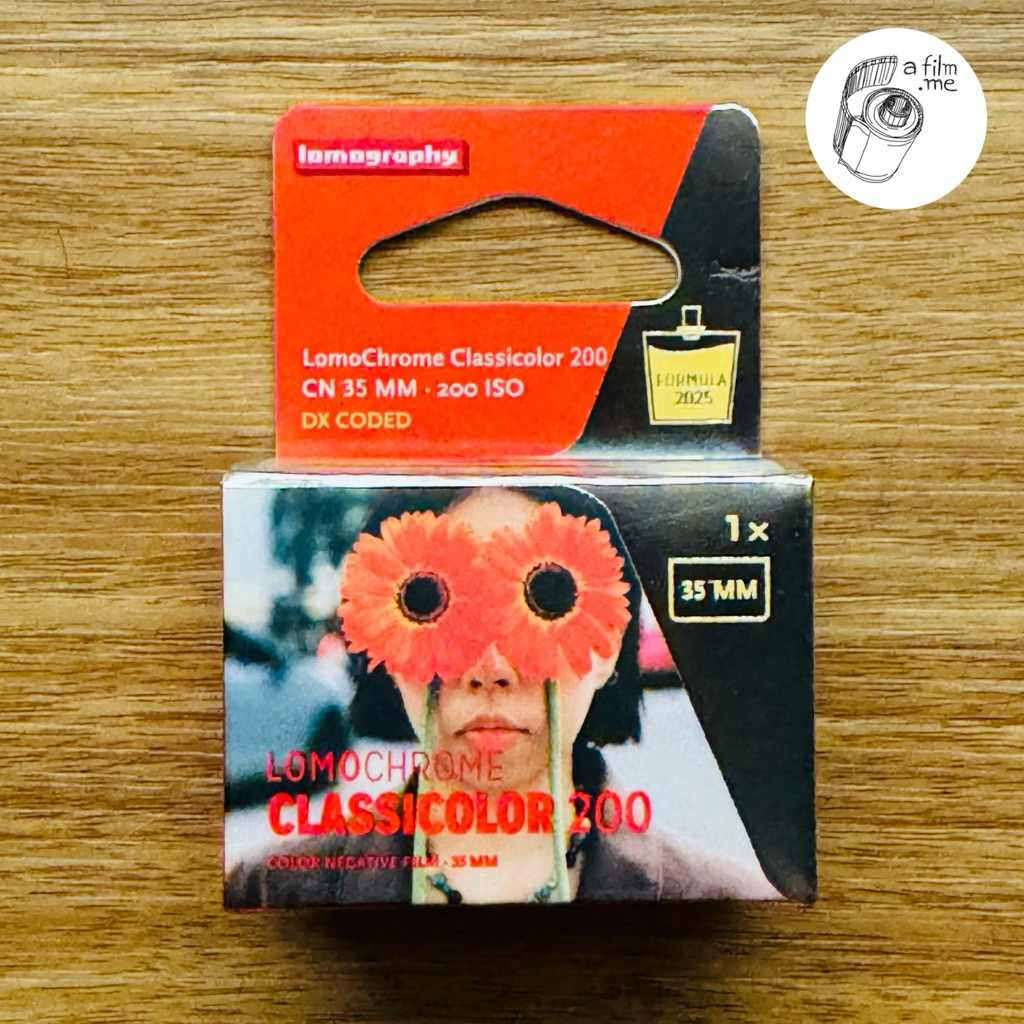 a film
.me
lomography
LomoChrome Classicolor 200
CN 35 MM · 200 ISO
DX CODED
FORMULA
2025
1x
35 MM
LOMOCHROME
CLASSICOLOR 200
COLOR NEGATIVE FILM · 35 MM